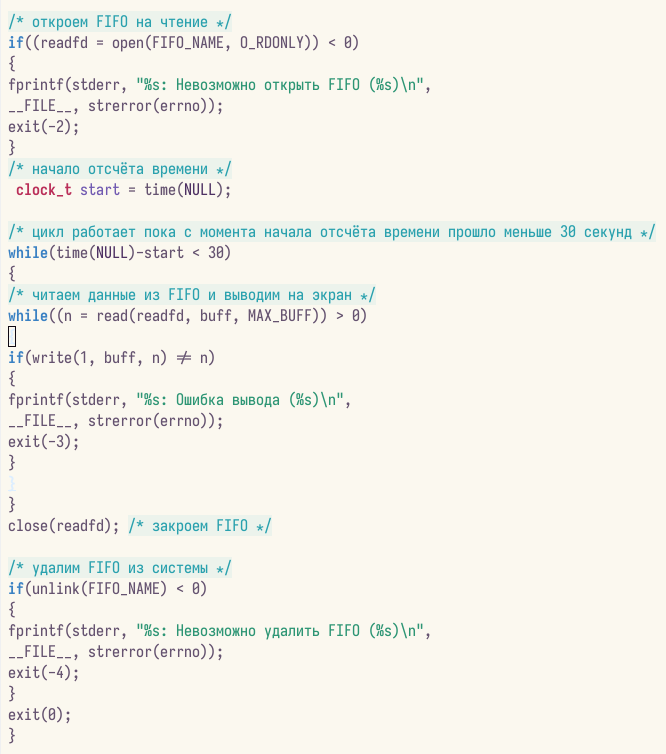 /* откроем FIFO на чтение */
if((readfd = open(FIFO_NAME, O_RDONLY)) < 0)
{
fprintf(stderr, "%s: Невозможно открыть FIFO (%s)\n",
__FILE__, strerror(errno));
exit(-2);
}
/* начало отсчёта времени */
clock_t start = time(NULL);
/* цикл работает пока с момента начала отсчёта времени прошло меньше 30 секунд */
while(time(NULL)-start < 30)
{
/* читаем данные из FIFO и выводим на экран */
while((n = read(readfd, buff, MAX_BUFF)) > 0)
{
if(write(1, buff, n) != n)
{
fprintf(stderr, "%s: Ошибка вывода (%s)\n",
__FILE__, strerror(errno));
exit(-3);
}
}
}
close(readfd); /* закроем FIFO */
/* удалим FIFO из системы */
if(unlink(FIFO_NAME) < 0)
{
fprintf(stderr, "%s: Невозможно удалить FIFO (%s)\n",
__FILE__, strerror(errno));
exit(-4);
}
exit(0);
}